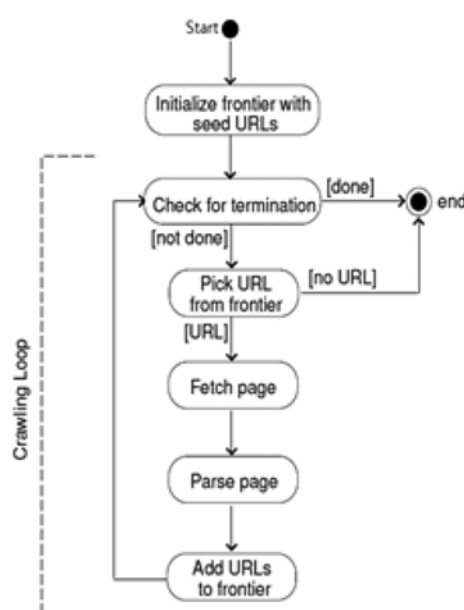 Start
Initialize frontier with
seed URLs
Check for termination
[done]
end
[not done]
Pick URL
from frontier
[no URL]
[URL]
Fetch page
Parse page
Add URLs
to frontier
Crawling Loop